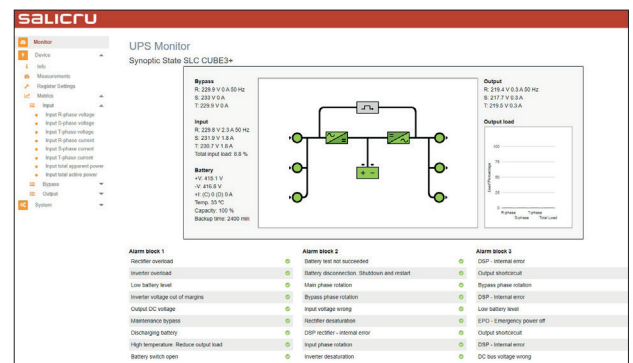 salicru
Monitor
Device
Info
Measurements
Register Settings
Metrics
Input
Input R-phase voltage
Input S-phase voltage
Input T-phase voltage
Input R-phase current
Input S-phase current
Input T-phase current
Input total apparent power
Input total active power
Bypass
Output
System
UPS Monitor
Synoptic State SLC CUBE3+
Bypass
R: 229.9 V 0 A 50 Hz
S: 233 V 0 A
T: 229.9 V 0 A
Input
R: 229.8 V 2.3 A 50 Hz
S: 231.9 V 1.8 A
T: 230.7 V 1.8 A
Total input load: 8.8 %
Battery
+V: 415.1 V
-V: 416.8 V
+I: (C) 0 (D) 0 A
Temp. 35 ºC
Capacity: 100 %
Backup time: 2400 min
+ -
Output
R: 219.4 V 0.3 A 50 Hz
S: 217.7 V 0.3 A
T: 219.5 V 0.3 A
Output load
Load Percentage
100
75
50
25
0
R-phase
S-phase
T-phase
Total Load
Alarm block 1
Rectifier overload
Inverter overload
Low battery level
Inverter voltage out of margins
Output DC voltage
Maintenance bypass
Discharging battery
High temperature. Reduce output load
Battery switch open
Alarm block 2
Battery test not succeeded
Battery disconnection. Shutdown and restart
Main phase rotation
Bypass phase rotation
Input voltage wrong
Rectifier desaturation
DSP rectifier - internal error
Input phase rotation
Inverter desaturation
Alarm block 3
DSP - Internal error
Output shortcircuit
Bypass phase rotation
DSP - Internal error
Low battery level
EPO - Emergency power off
Output shortcircuit
DSP - Internal error
DC bus voltage wrong